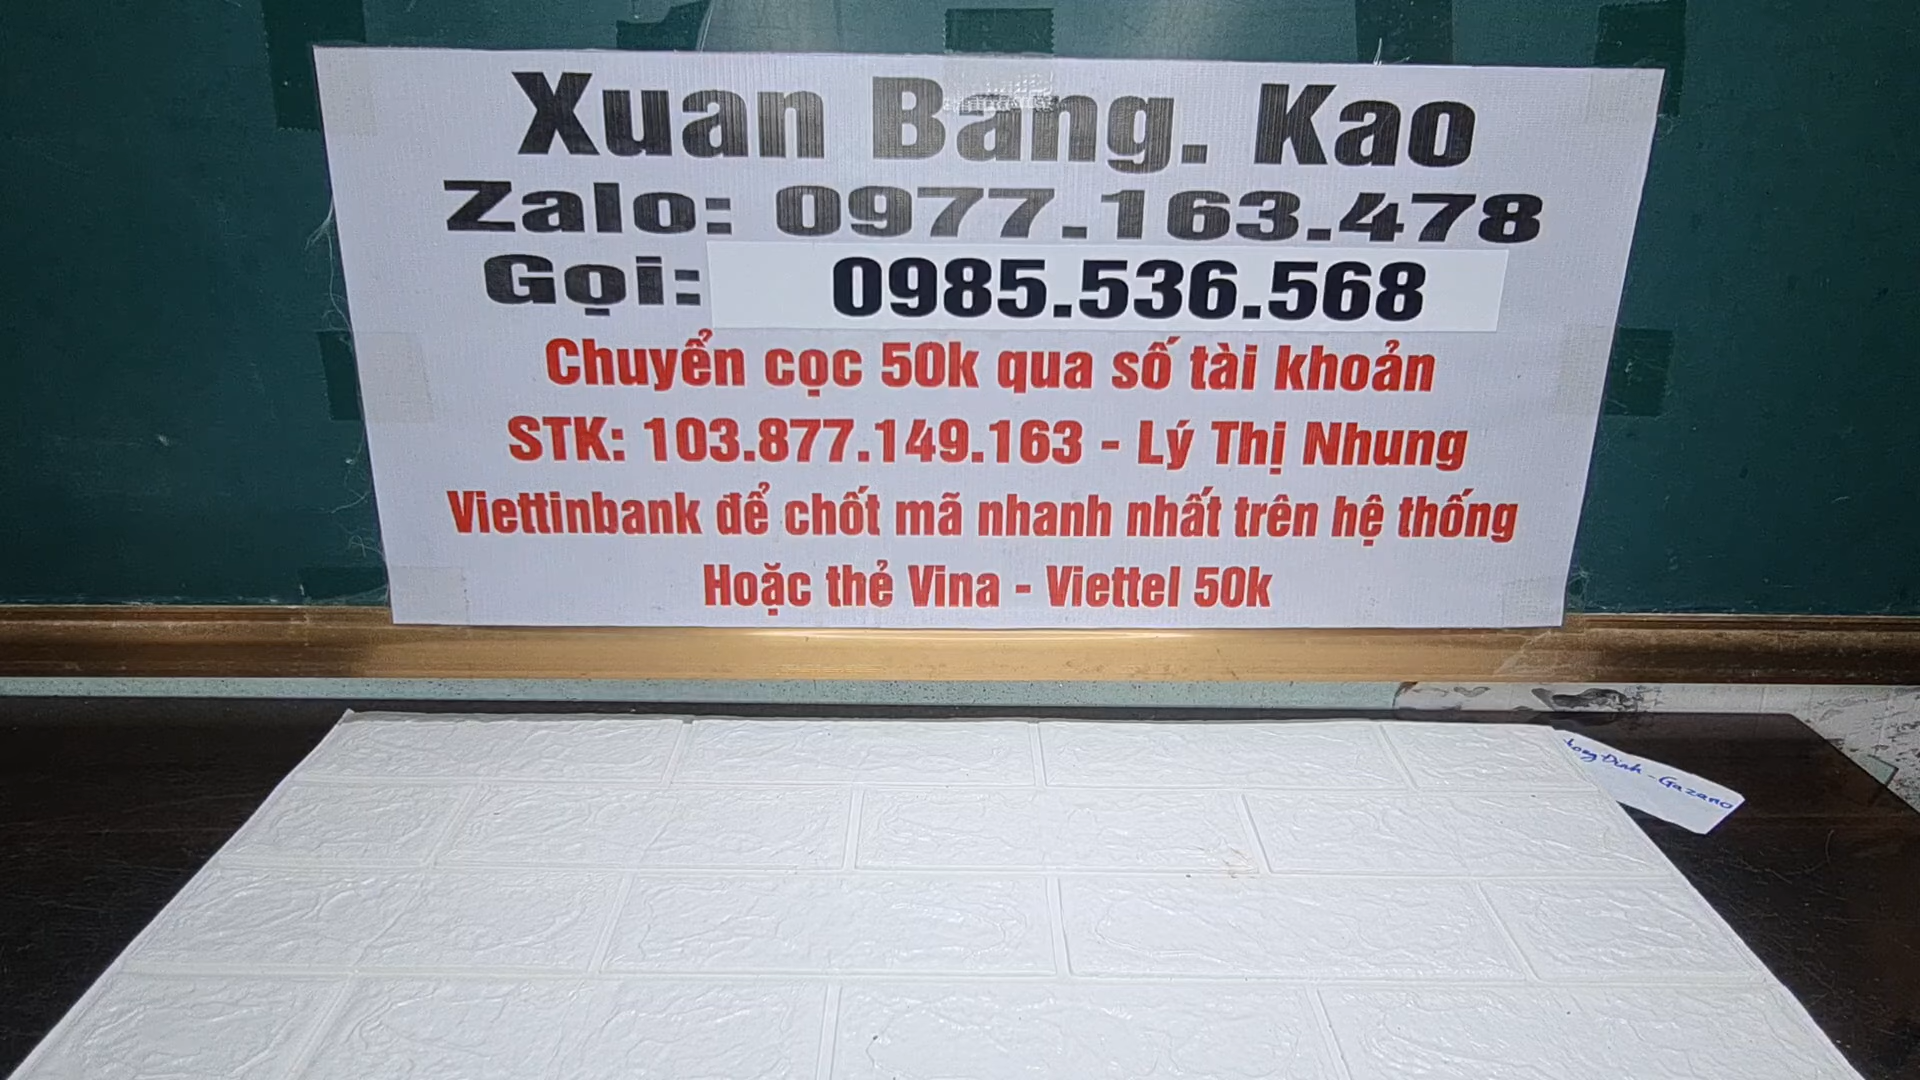 Xuan Bang. Kao
Zalo: 0977.163.478
Gọi: 0985.536.568
Chuyển cọc 50k qua số tài khoản
STK: 103.877.149.163 - Lý Thị Nhung
Viettinbank để chốt mã nhanh nhất trên hệ thống
Hoặc thẻ Vina - Viettel 50k
Đinh - Gazano